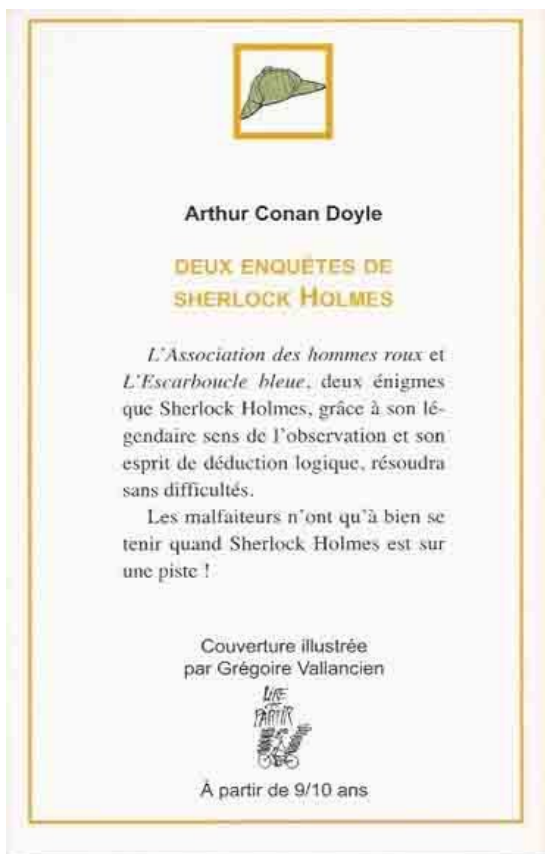 Arthur Conan Doyle
DEUX ENQUÊTES DE
SHERLOCK HOLMES
L'Association des hommes roux et
L'Escarboucle bleue, deux énigmes
que Sherlock Holmes, grâce à son lé-
gendaire sens de l'observation et son
esprit de déduction logique, résoudra
sans difficultés.
Les malfaiteurs n'ont qu'à bien se
tenir quand Sherlock Holmes est sur
une piste !
Couverture illustrée
par Grégoire Vallancien
LIRE
C'EST
PARTIR
À partir de 9/10 ans